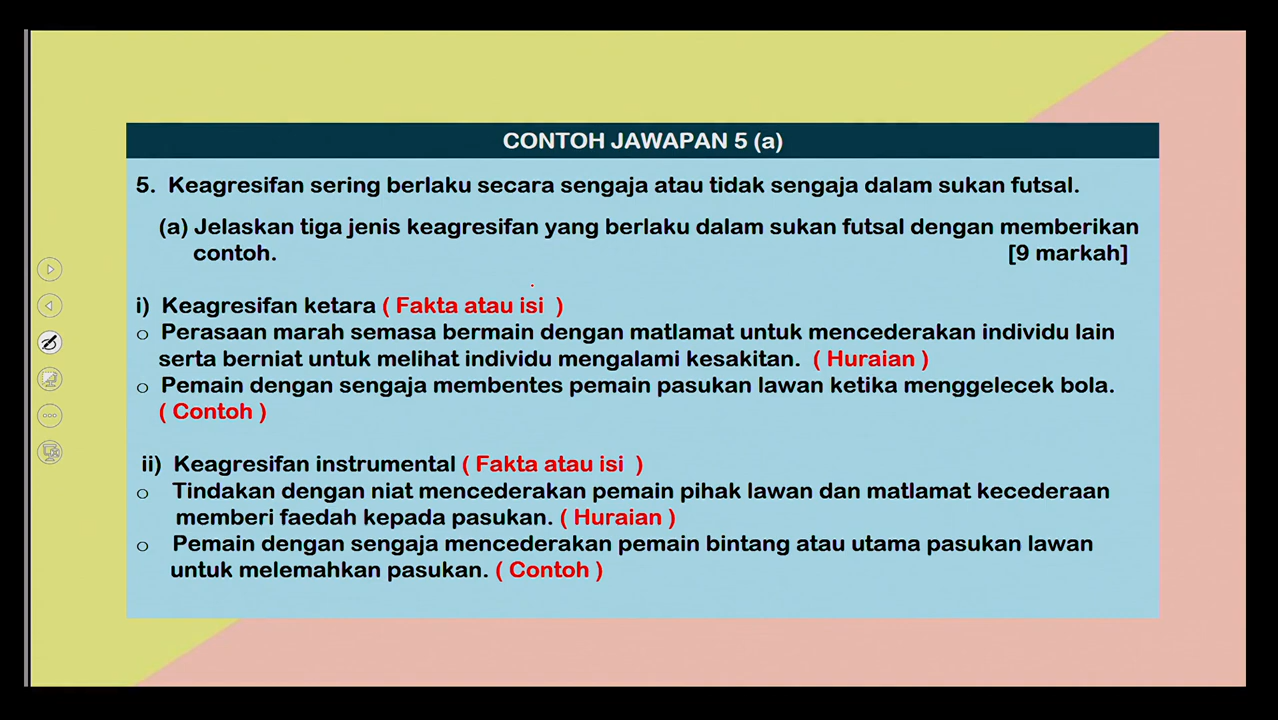 CONTOH JAWAPAN 5 (a)
5. Keagresifan sering berlaku secara sengaja atau tidak sengaja dalam sukan futsal.
(a) Jelaskan tiga jenis keagresifan yang berlaku dalam sukan futsal dengan memberikan
contoh. [9 markah]
i) Keagresifan ketara ( Fakta atau isi )
o Perasaan marah semasa bermain dengan matlamat untuk mencederakan individu lain
serta berniat untuk melihat individu mengalami kesakitan. ( Huraian )
o Pemain dengan sengaja membentes pemain pasukan lawan ketika menggelecek bola.
( Contoh )
ii) Keagresifan instrumental ( Fakta atau isi )
o Tindakan dengan niat mencederakan pemain pihak lawan dan matlamat kecederaan
memberi faedah kepada pasukan. ( Huraian )
o Pemain dengan sengaja mencederakan pemain bintang atau utama pasukan lawan
untuk melemahkan pasukan. ( Contoh )